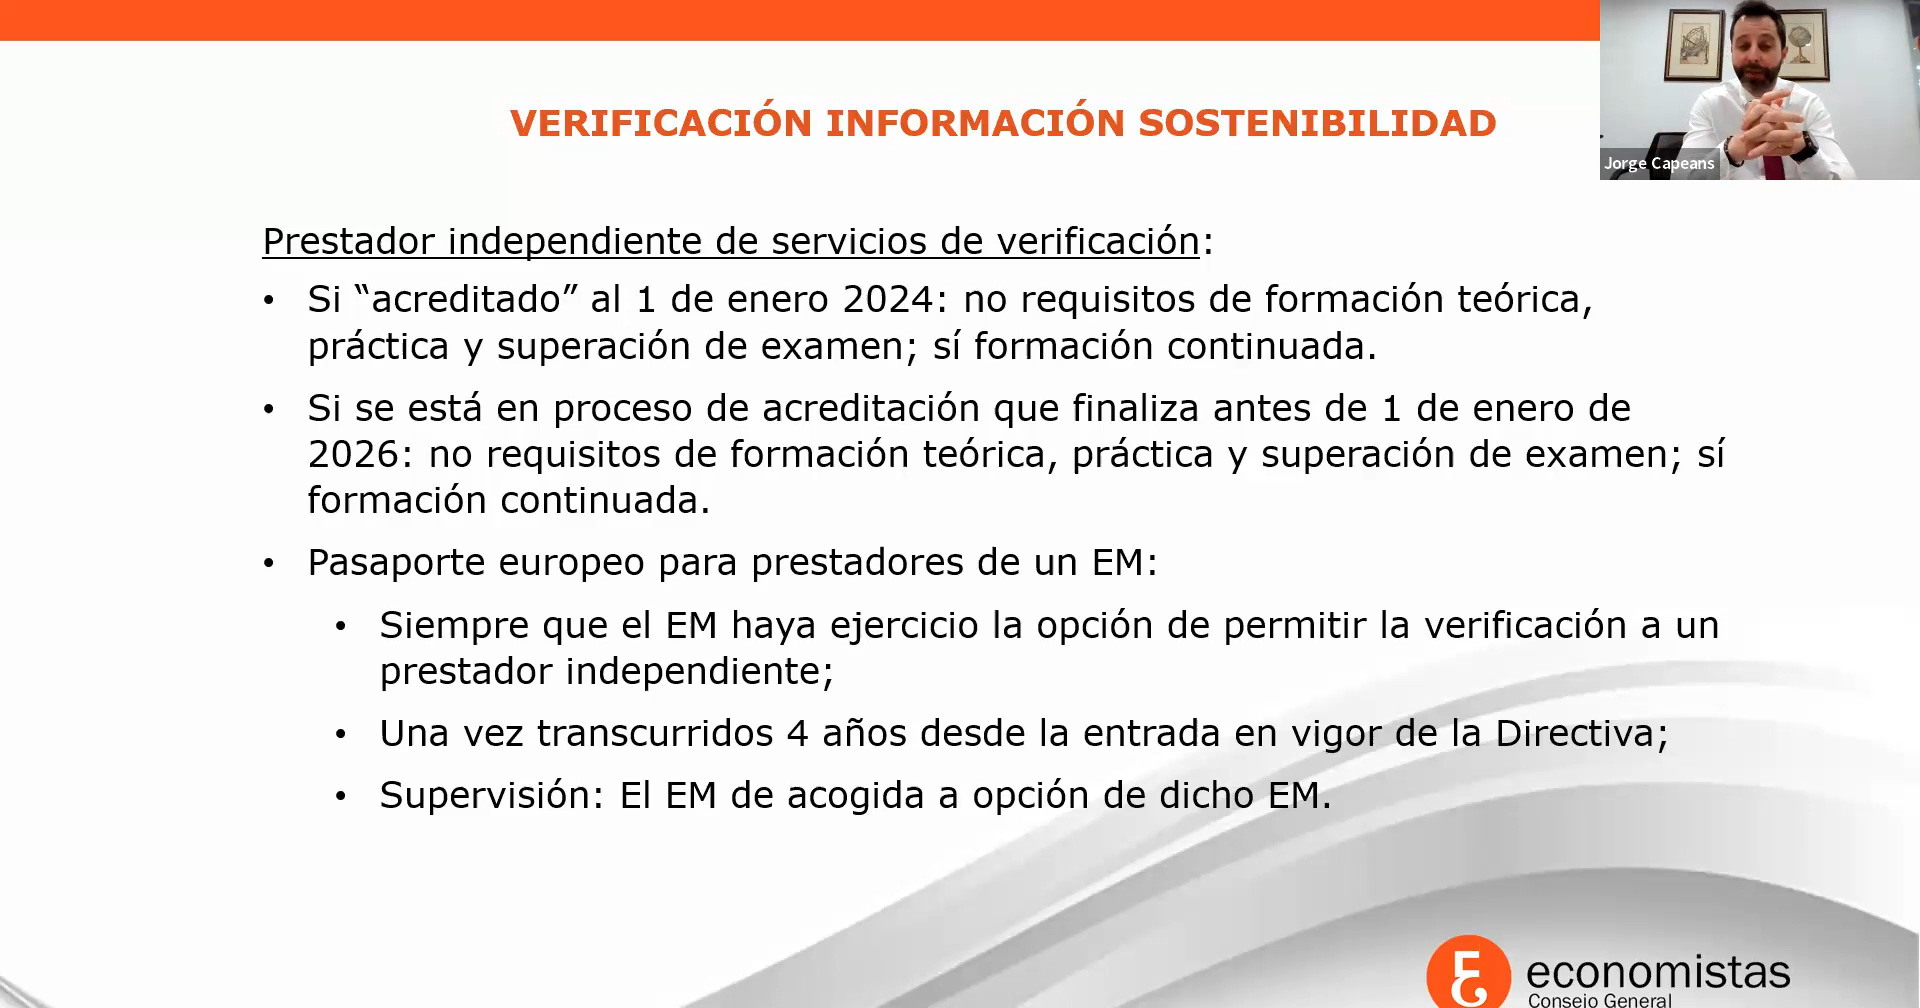 VERIFICACIÓN INFORMACIÓN SOSTENIBILIDAD
Jorge Capeans
Prestador independiente de servicios de verificación:
• Si “acreditado” al 1 de enero 2024: no requisitos de formación teórica,
práctica y superación de examen; sí formación continuada.
• Si se está en proceso de acreditación que finaliza antes de 1 de enero de
2026: no requisitos de formación teórica, práctica y superación de examen; sí
formación continuada.
• Pasaporte europeo para prestadores de un EM:
• Siempre que el EM haya ejercicio la opción de permitir la verificación a un
prestador independiente;
• Una vez transcurridos 4 años desde la entrada en vigor de la Directiva;
• Supervisión: El EM de acogida a opción de dicho EM.
economistas
Consejo General